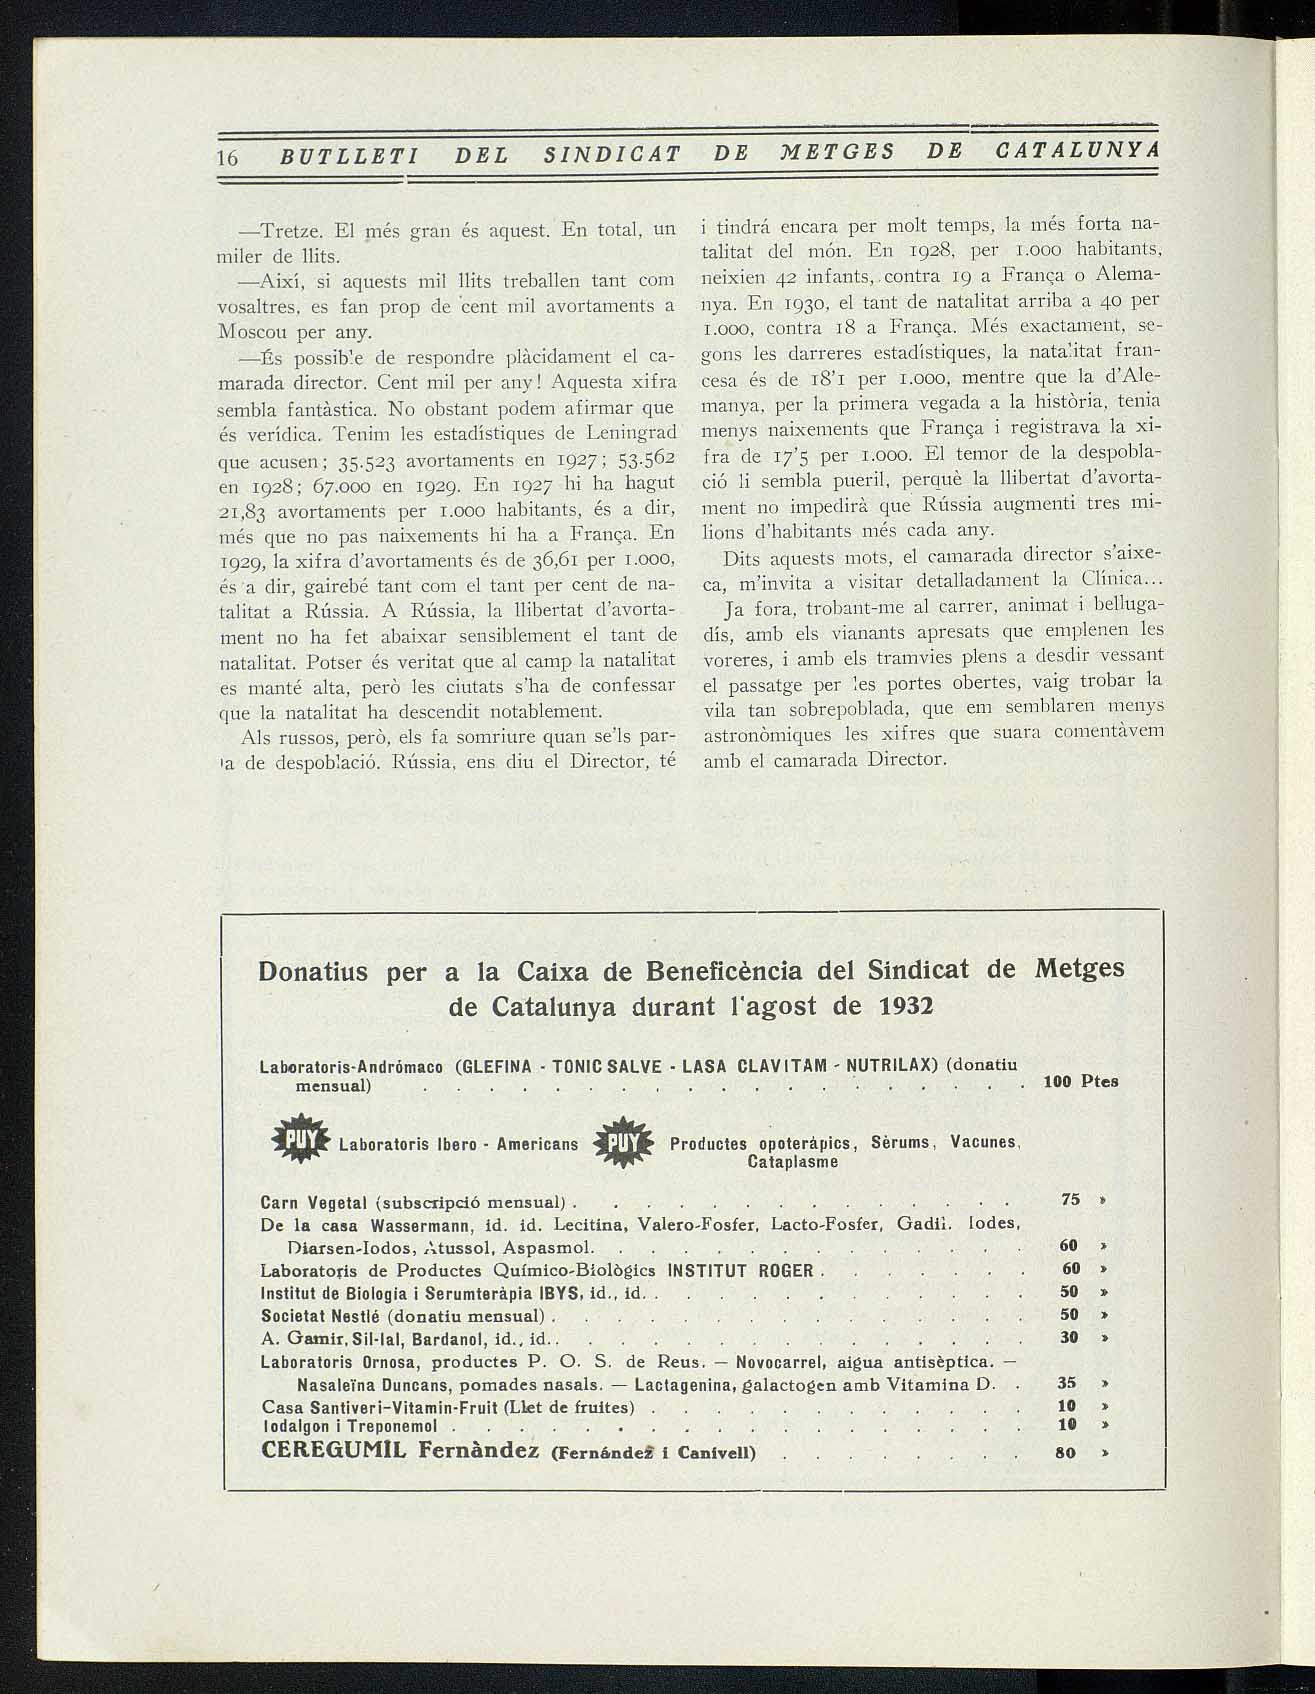 16 BUTLLETI DEL SINDICAT DE METGES DE CATALUNYA
—Tretze. El més gran és aquest. En total, un
miler de llits.
—Així, si aquests mil llits treballen tant com
vosaltres, es fan prop de cent mil avortaments a
Moscou per any.
—És possible de respondre plàcidament el ca-
marada director. Cent mil per any! Aquesta xifra
sembla fantàstica. No obstant podem afirmar que
és verídica. Tenim les estadístiques de Leningrad
que acusen; 35.523 avortaments en 1927; 53.562
en 1928; 67.000 en 1929. En 1927 hi ha hagut
21,83 avortaments per 1.000 habitants, és a dir,
més que no pas naixements hi ha a França. En
1929, la xifra d'avortaments és de 36,61 per 1.000,
és a dir, gairebé tant com el tant per cent de na-
talitat a Rússia. A Rússia, la llibertat d'avorta-
ment no ha fet abaixar sensiblement el tant de
natalitat. Potser és veritat que al camp la natalitat
es manté alta, però les ciutats s'ha de confessar
que la natalitat ha descendit notablement.
Als russos, però, els fa somriure quan se'ls par-
la de despoblació. Rússia, ens diu el Director, té
i tindrá encara per molt temps, la més forta na-
talitat del món. En 1928, per 1.000 habitants,
neixien 42 infants, contra 19 a França o Alema-
nya. En 1930, el tant de natalitat arriba a 40 per
1.000, contra 18 a França. Més exactament, se-
gons les darreres estadístiques, la natalitat fran-
cesa és de 18'1 per 1.000, mentre que la d'Ale-
manya, per la primera vegada a la història, tenia
menys naixements que França i registrava la xi-
fra de 17'5 per 1.000. El temor de la despobla-
ció li sembla pueril, perquè la llibertat d'avorta-
ment no impedirà que Rússia augmenti tres mi-
lions d'habitants més cada any.
Dits aquests mots, el camarada director s'aixe-
ca, m'invita a visitar detalladament la Clínica...
Ja fora, trobant-me al carrer, animat i belluga-
dís, amb els vianants apresats que emplenen les
voreres, i amb els tramvies plens a desdir vessant
el passatge per les portes obertes, vaig trobar la
vila tan sobrepoblada, que em semblaren menys
astronòmiques les xifres que suara comentàvem
amb el camarada Director.
Donatius per a la Caixa de Beneficència del Sindicat de Metges
de Catalunya durant l'agost de 1932
Laboratoris-Andrómaco (GLEFINA - TONIC SALVE - LASA CLAVITAM - NUTRILAX) (donatiu
mensual) . . . . . . . . . . . . . . . . . . . 100 Ptes
PUY Laboratoris Ibero - Americans PUY Productes opoteràpics, Sèrums, Vacunes,
Cataplasme
Carn Vegetal (subscripció mensual) . . . . . . . . . . . . . . 75 »
De la casa Wassermann, id. id. Lecitina, Valero-Fosfer, Lacto-Fosfer, Gadil. Iodes,
Diarsen-Iodos, Atussol, Aspasmol. . . . . . . . . . . . . . 60 »
Laboratoris de Productes Químico-Biològics INSTITUT ROGER . . . . . . . 60 »
Institut de Biologia i Serumteràpia IBYS, id., id. . . . . . . . . . . . . 50 »
Societat Nestlé (donatiu mensual) . . . . . . . . . . . . . . . 50 »
A. Gamir, Sil-lal, Bardanol, id., id. . . . . . . . . . . . . . . . 30 »
Laboratoris Ornosa, productes P. O. S. de Reus. — Novocarrel, aigua antisèptica. —
Nasaleïna Duncans, pomades nasals. — Lactagenina, galactogen amb Vitamina D. . 35 »
Casa Santiveri-Vitamin-Fruit (Llet de fruites) . . . . . . . . . . . . 10 »
Iodalgon i Treponemol . . . . . . . . . . . . . . . . . . 10 »
CEREGUMIL Fernàndez (Fernández i Canivell) . . . . . . . . 80 »